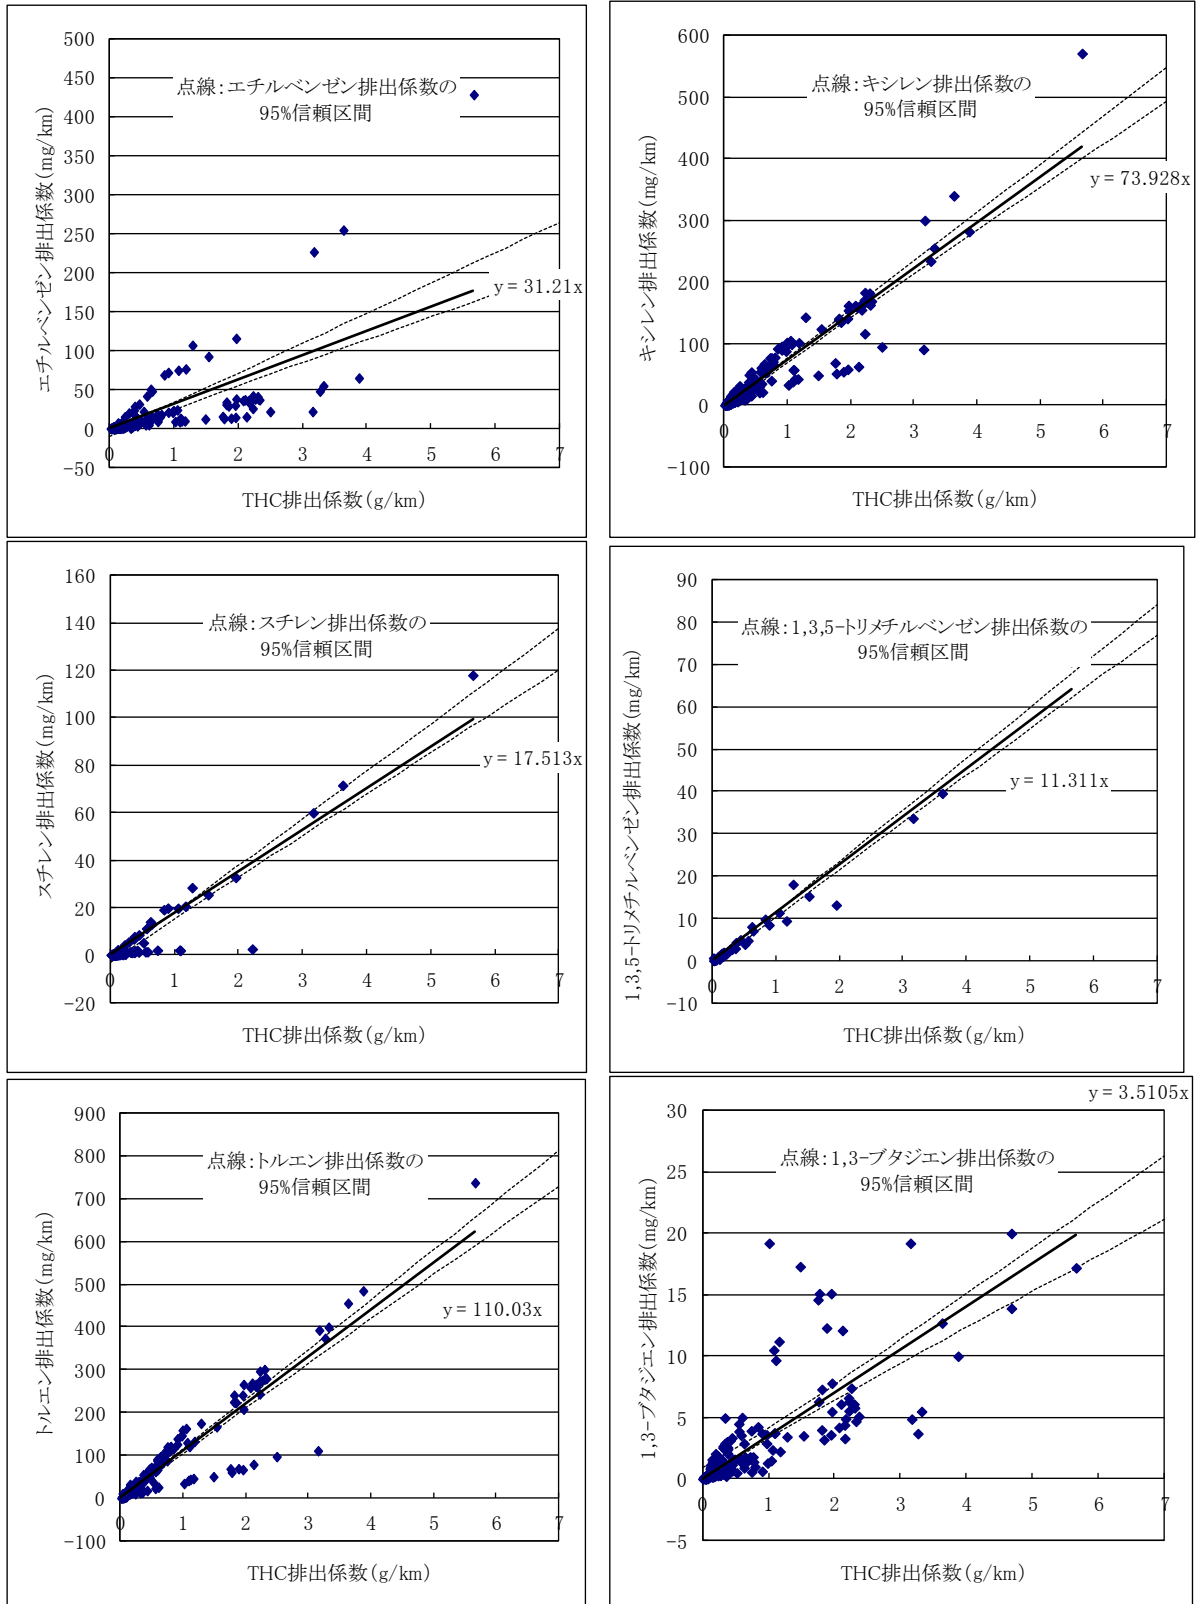 500
450
400
350
300
250
200
150
100
50
0
-50
エチルベンゼン排出係数(mg/km)
点線:エチルベンゼン排出係数の
95%信頼区間
y = 31.21x
0 1 2 3 4 5 6 7
THC排出係数(g/km)
600
500
400
300
200
100
0
-100
キシレン排出係数(mg/km)
点線:キシレン排出係数の
95%信頼区間
y = 73.928x
0 1 2 3 4 5 6 7
THC排出係数(g/km)
160
140
120
100
80
60
40
20
0
-20
スチレン排出係数(mg/km)
点線:スチレン排出係数の
95%信頼区間
y = 17.513x
0 1 2 3 4 5 6 7
THC排出係数(g/km)
90
80
70
60
50
40
30
20
10
0
-10
1,3,5-トリメチルベンゼン排出係数(mg/km)
点線:1,3,5-トリメチルベンゼン排出係数の
95%信頼区間
y = 11.311x
0 1 2 3 4 5 6 7
THC排出係数(g/km)
900
800
700
600
500
400
300
200
100
0
-100
トルエン排出係数(mg/km)
点線:トルエン排出係数の
95%信頼区間
y = 110.03x
0 1 2 3 4 5 6 7
THC排出係数(g/km)
y = 3.5105x
30
25
20
15
10
5
0
-5
1,3-ブタジエン排出係数(mg/km)
点線:1,3-ブタジエン排出係数の
95%信頼区間
0 1 2 3 4 5 6 7
THC排出係数(g/km)